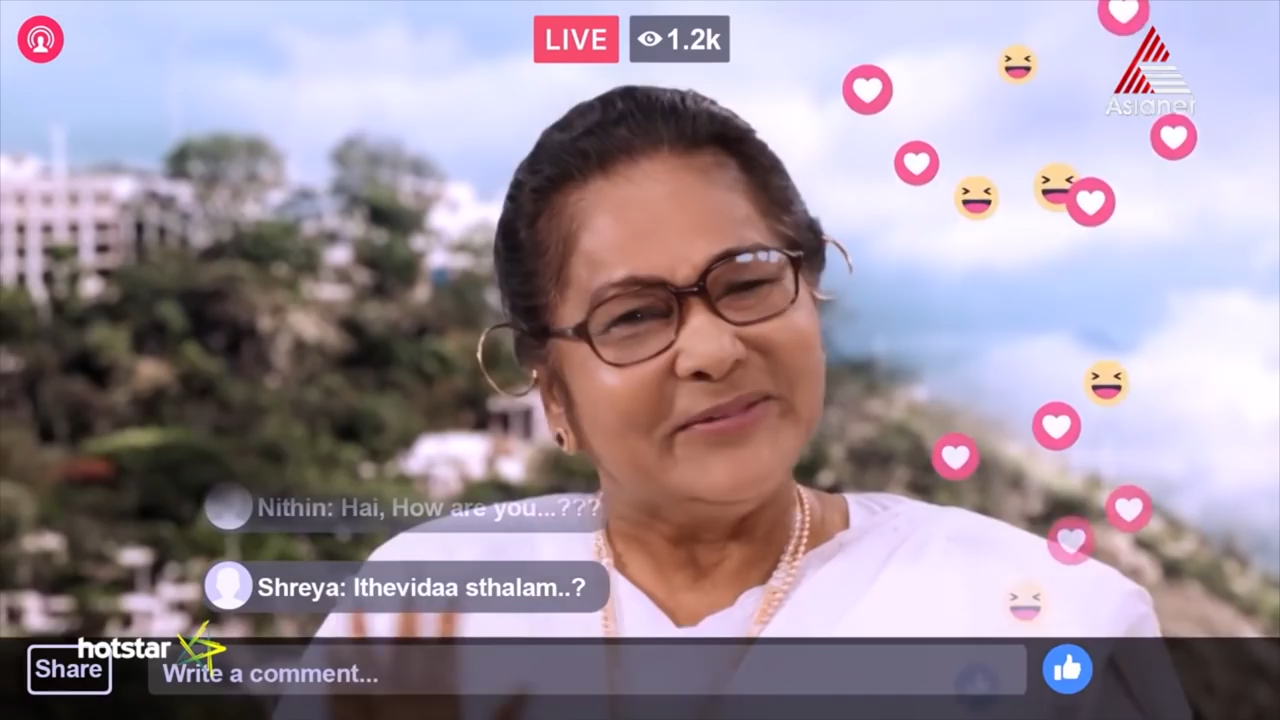 LIVE
1.2k
Asianet
Nithin: Hai, How are you...???
Shreya: Ithevidaa sthalam..?
hotstar
Share
Write a comment...